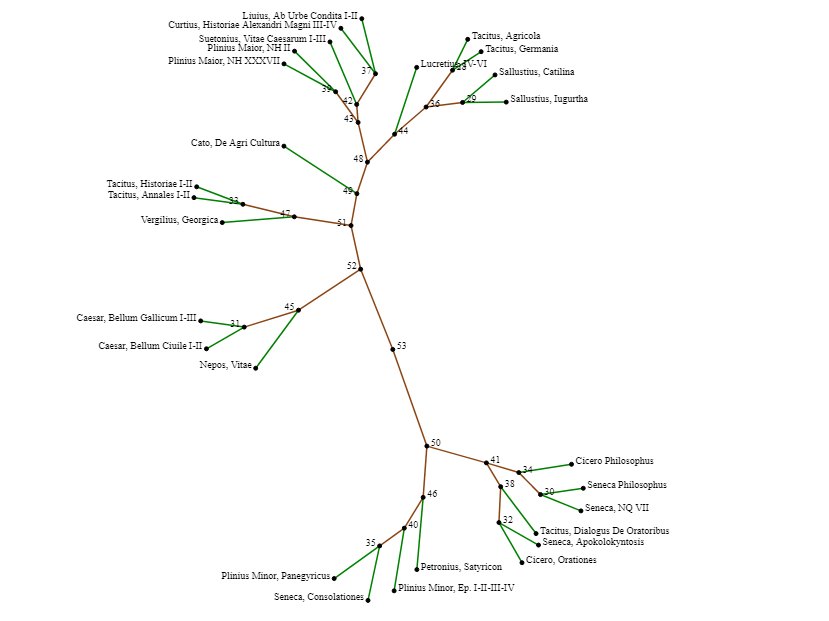 Liuius, Ab Urbe Condita I-II
Curtius, Historiae Alexandri Magni III-IV
Tacitus, Agricola
Suetonius, Vitae Caesarum I-III
Plinius Maior, NH II
Tacitus, Germania
Plinius Maior, NH XXXVII
Lucretius IV-VI
28
37
Sallustius, Catilina
39
42
36
29
Sallustius, Iugurtha
43
44
Cato, De Agri Cultura
48
Tacitus, Historiae I-II
49
Tacitus, Annales I-II
33
47
Vergilius, Georgica
51
52
45
Caesar, Bellum Gallicum I-III
31
Caesar, Bellum Ciuile I-II
53
Nepos, Vitae
50
41
Cicero Philosophus
34
38
Seneca Philosophus
46
30
Seneca, NQ VII
32
40
Tacitus, Dialogus De Oratoribus
35
Seneca, Apokolokyntosis
Cicero, Orationes
Petronius, Satyricon
Plinius Minor, Panegyricus
Plinius Minor, Ep. I-II-III-IV
Seneca, Consolationes